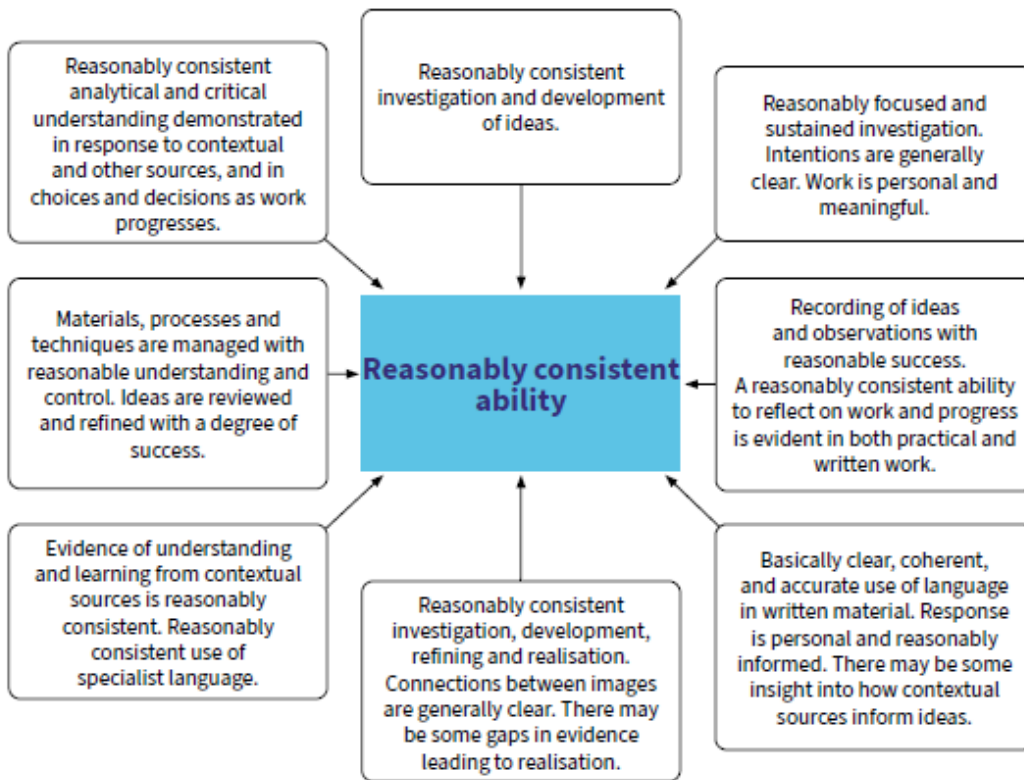 Reasonably consistent
analytical and critical
understanding demonstrated
in response to contextual
and other sources, and in
choices and decisions as work
progresses.
Reasonably consistent
investigation and development
of ideas.
Reasonably focused and
sustained investigation.
Intentions are generally
clear. Work is personal and
meaningful.
Materials, processes and
techniques are managed with
reasonable understanding and
control. Ideas are reviewed
and refined with a degree of
success.
Reasonably consistent
ability
Recording of ideas
and observations with
reasonable success.
A reasonably consistent ability
to reflect on work and progress
is evident in both practical and
written work.
Evidence of understanding
and learning from contextual
sources is reasonably
consistent. Reasonably
consistent use of
specialist language.
Reasonably consistent
investigation, development,
refining and realisation.
Connections between images
are generally clear. There may
be some gaps in evidence
leading to realisation.
Basically clear, coherent,
and accurate use of language
in written material. Response
is personal and reasonably
informed. There may be some
insight into how contextual
sources inform ideas.